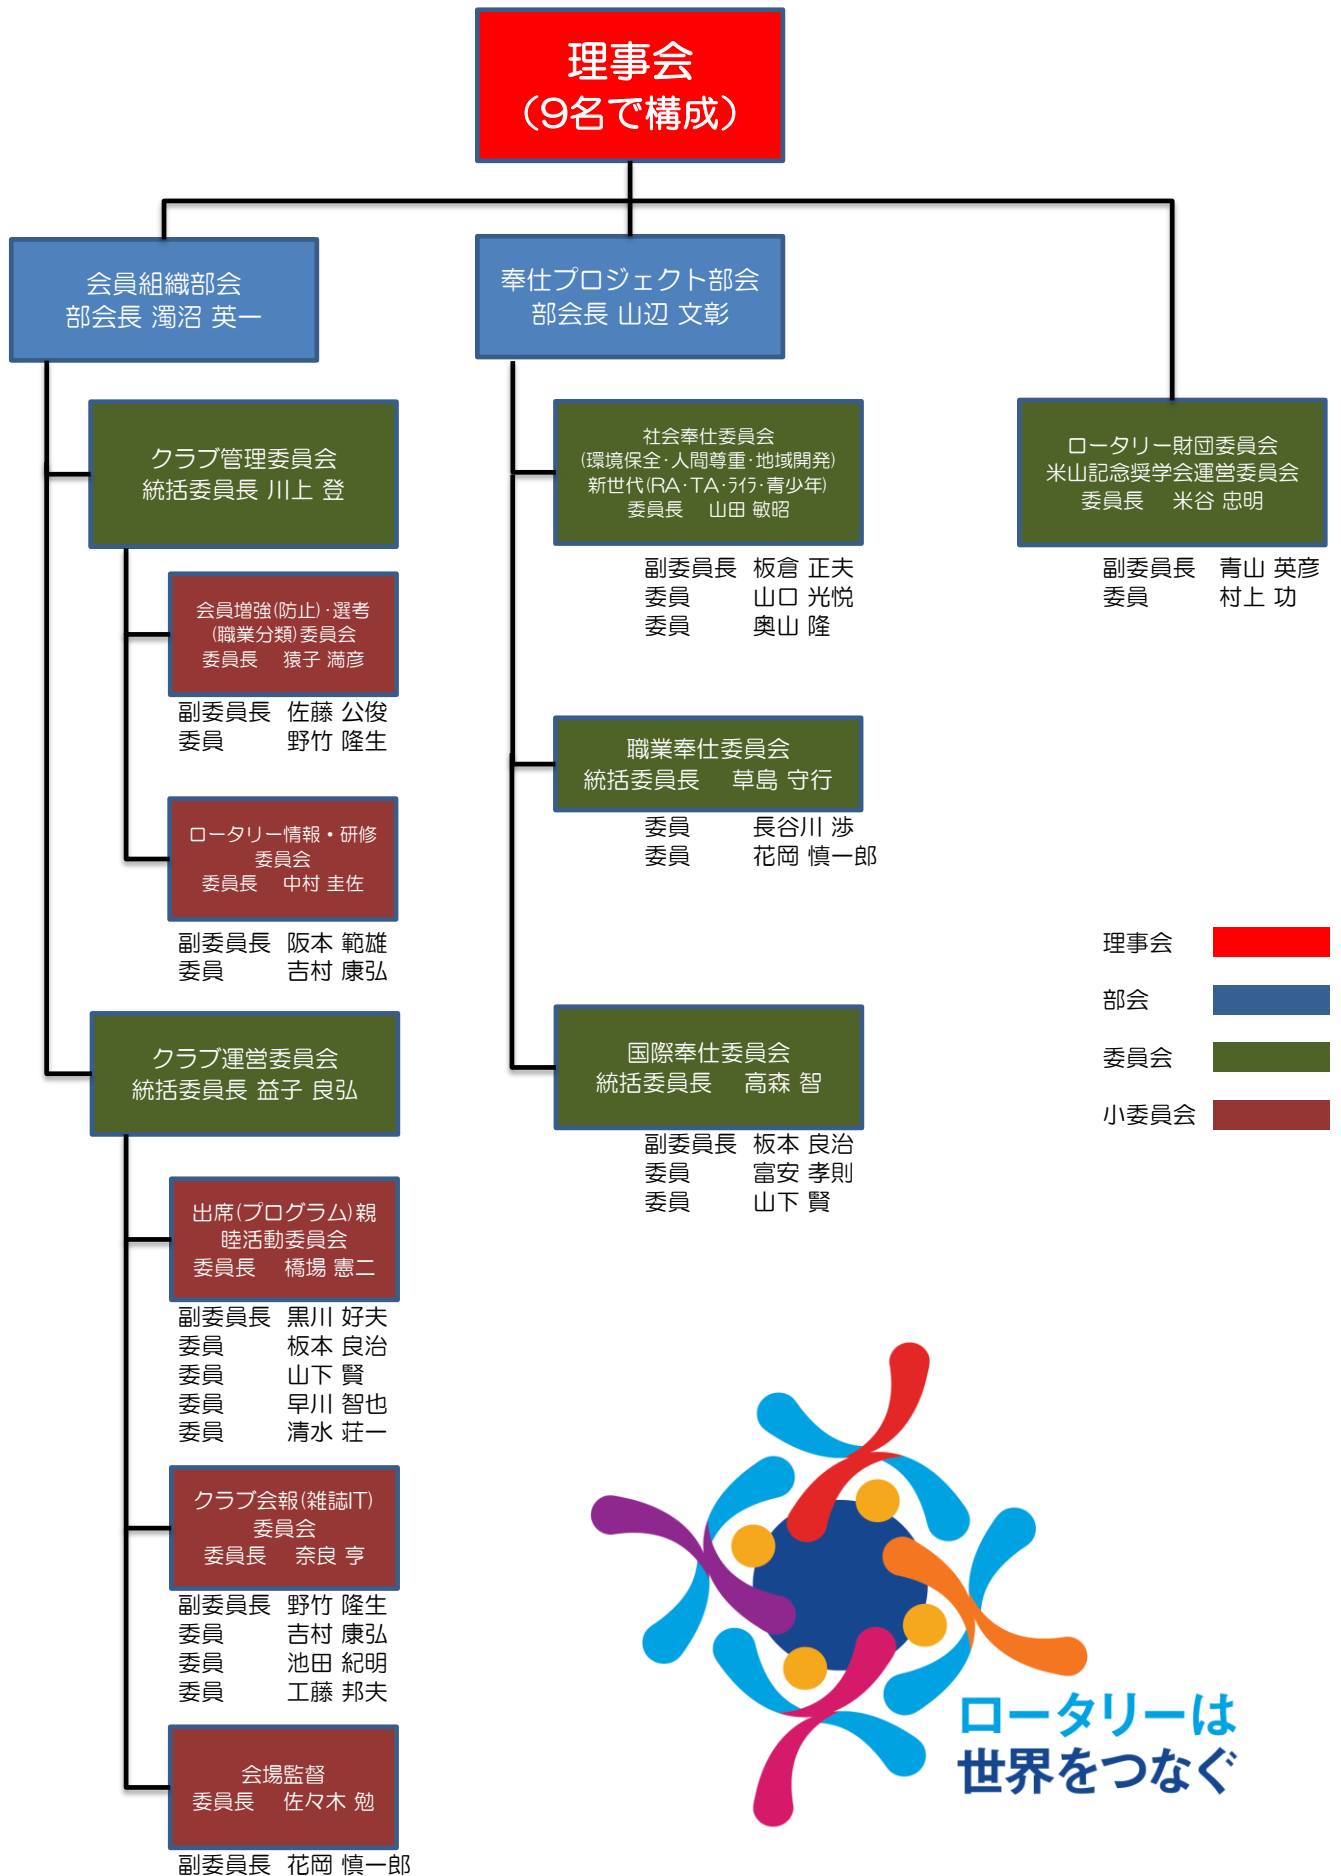 理事会
（9名で構成）
会員組織部会
部会長 濁沼 英一
クラブ管理委員会
統括委員長 川上 登
会員増強(防止)・選考
(職業分類)委員会
委員長 猿子 満彦
副委員長 佐藤 公俊
委員 野竹 隆生
ロータリー情報・研修
委員会
委員長 中村 圭佐
副委員長 阪本 範雄
委員 吉村 康弘
クラブ運営委員会
統括委員長 益子 良弘
出席(プログラム)親
睦活動委員会
委員長 橋場 憲二
副委員長 黒川 好夫
委員 板本 良治
委員 山下 賢
委員 早川 智也
委員 清水 荘一
クラブ会報(雑誌IT)
委員会
委員長 奈良 亨
副委員長 野竹 隆生
委員 吉村 康弘
委員 池田 紀明
委員 工藤 邦夫
会場監督
委員長 佐々木 勉
副委員長 花岡 慎一郎
奉仕プロジェクト部会
部会長 山辺 文彰
社会奉仕委員会
(環境保全・人間尊重・地域開発)
新世代(RA・TA・ﾗｲﾗ・青少年)
委員長 山田 敏昭
副委員長 板倉 正夫
委員 山口 光悦
委員 奥山 隆
職業奉仕委員会
統括委員長 草島 守行
委員 長谷川 渉
委員 花岡 慎一郎
国際奉仕委員会
統括委員長 高森 智
副委員長 板本 良治
委員 富安 孝則
委員 山下 賢
ロータリー財団委員会
米山記念奨学会運営委員会
委員長 米谷 忠明
副委員長 青山 英彦
委員 村上 功
理事会
部会
委員会
小委員会
ロータリーは
世界をつなぐ